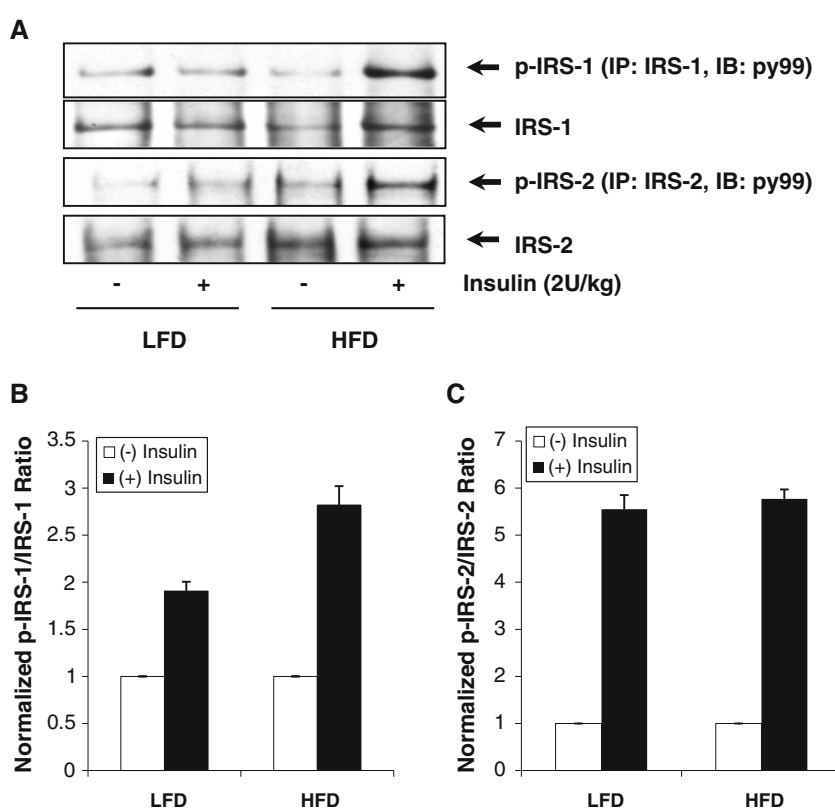 A
p-IRS-1 (IP: IRS-1, IB: py99)
IRS-1
p-IRS-2 (IP: IRS-2, IB: py99)
IRS-2
- + - + Insulin (2U/kg)
LFD HFD
B
Normalized p-IRS-1/IRS-1 Ratio
3.5
3
2.5
2
1.5
1
0.5
0
(-) Insulin
(+) Insulin
LFD HFD
C
Normalized p-IRS-2/IRS-2 Ratio
7
6
5
4
3
2
1
0
(-) Insulin
(+) Insulin
LFD HFD